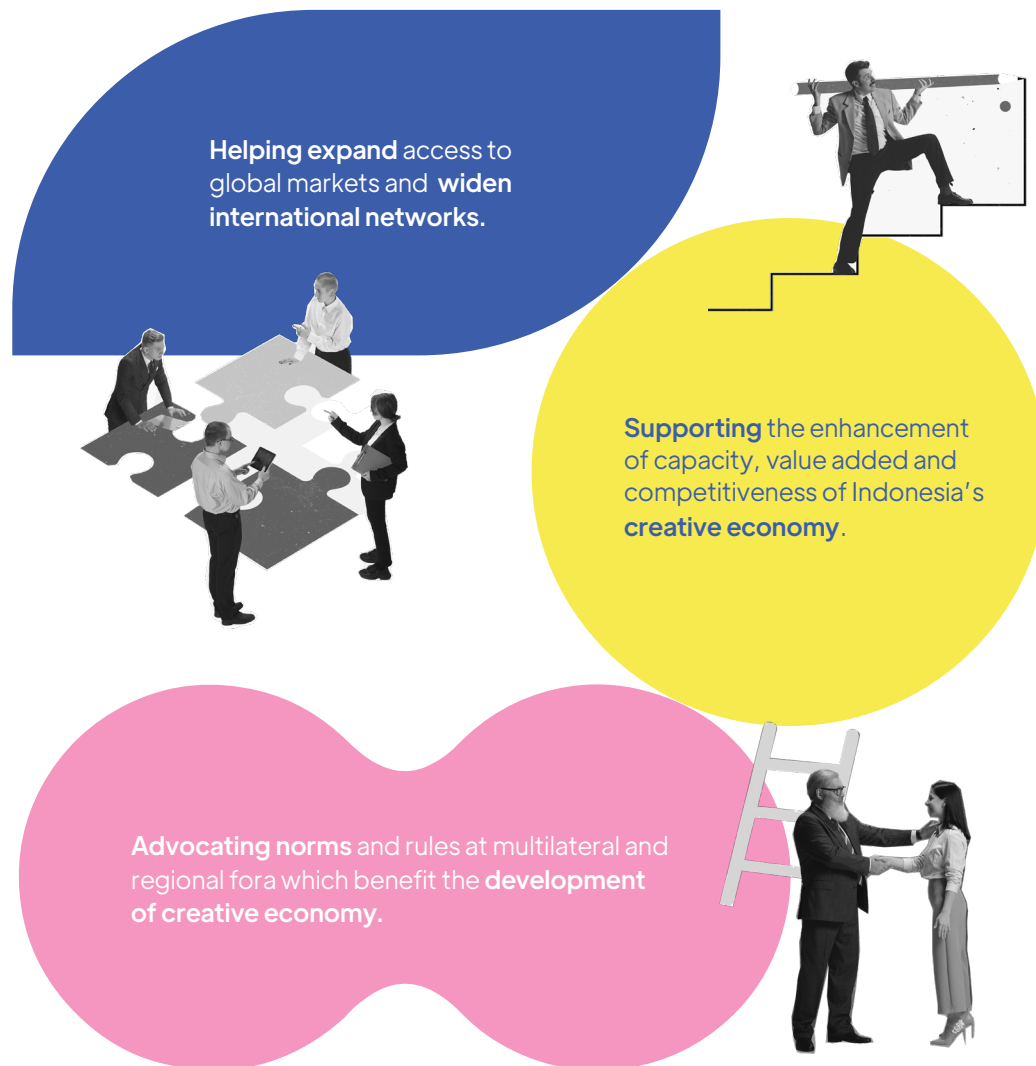 Helping expand access to
global markets and widen
international networks.
Supporting the enhancement
of capacity, value added and
competitiveness of Indonesia's
creative economy.
Advocating norms and rules at multilateral and
regional fora which benefit the development
of creative economy.